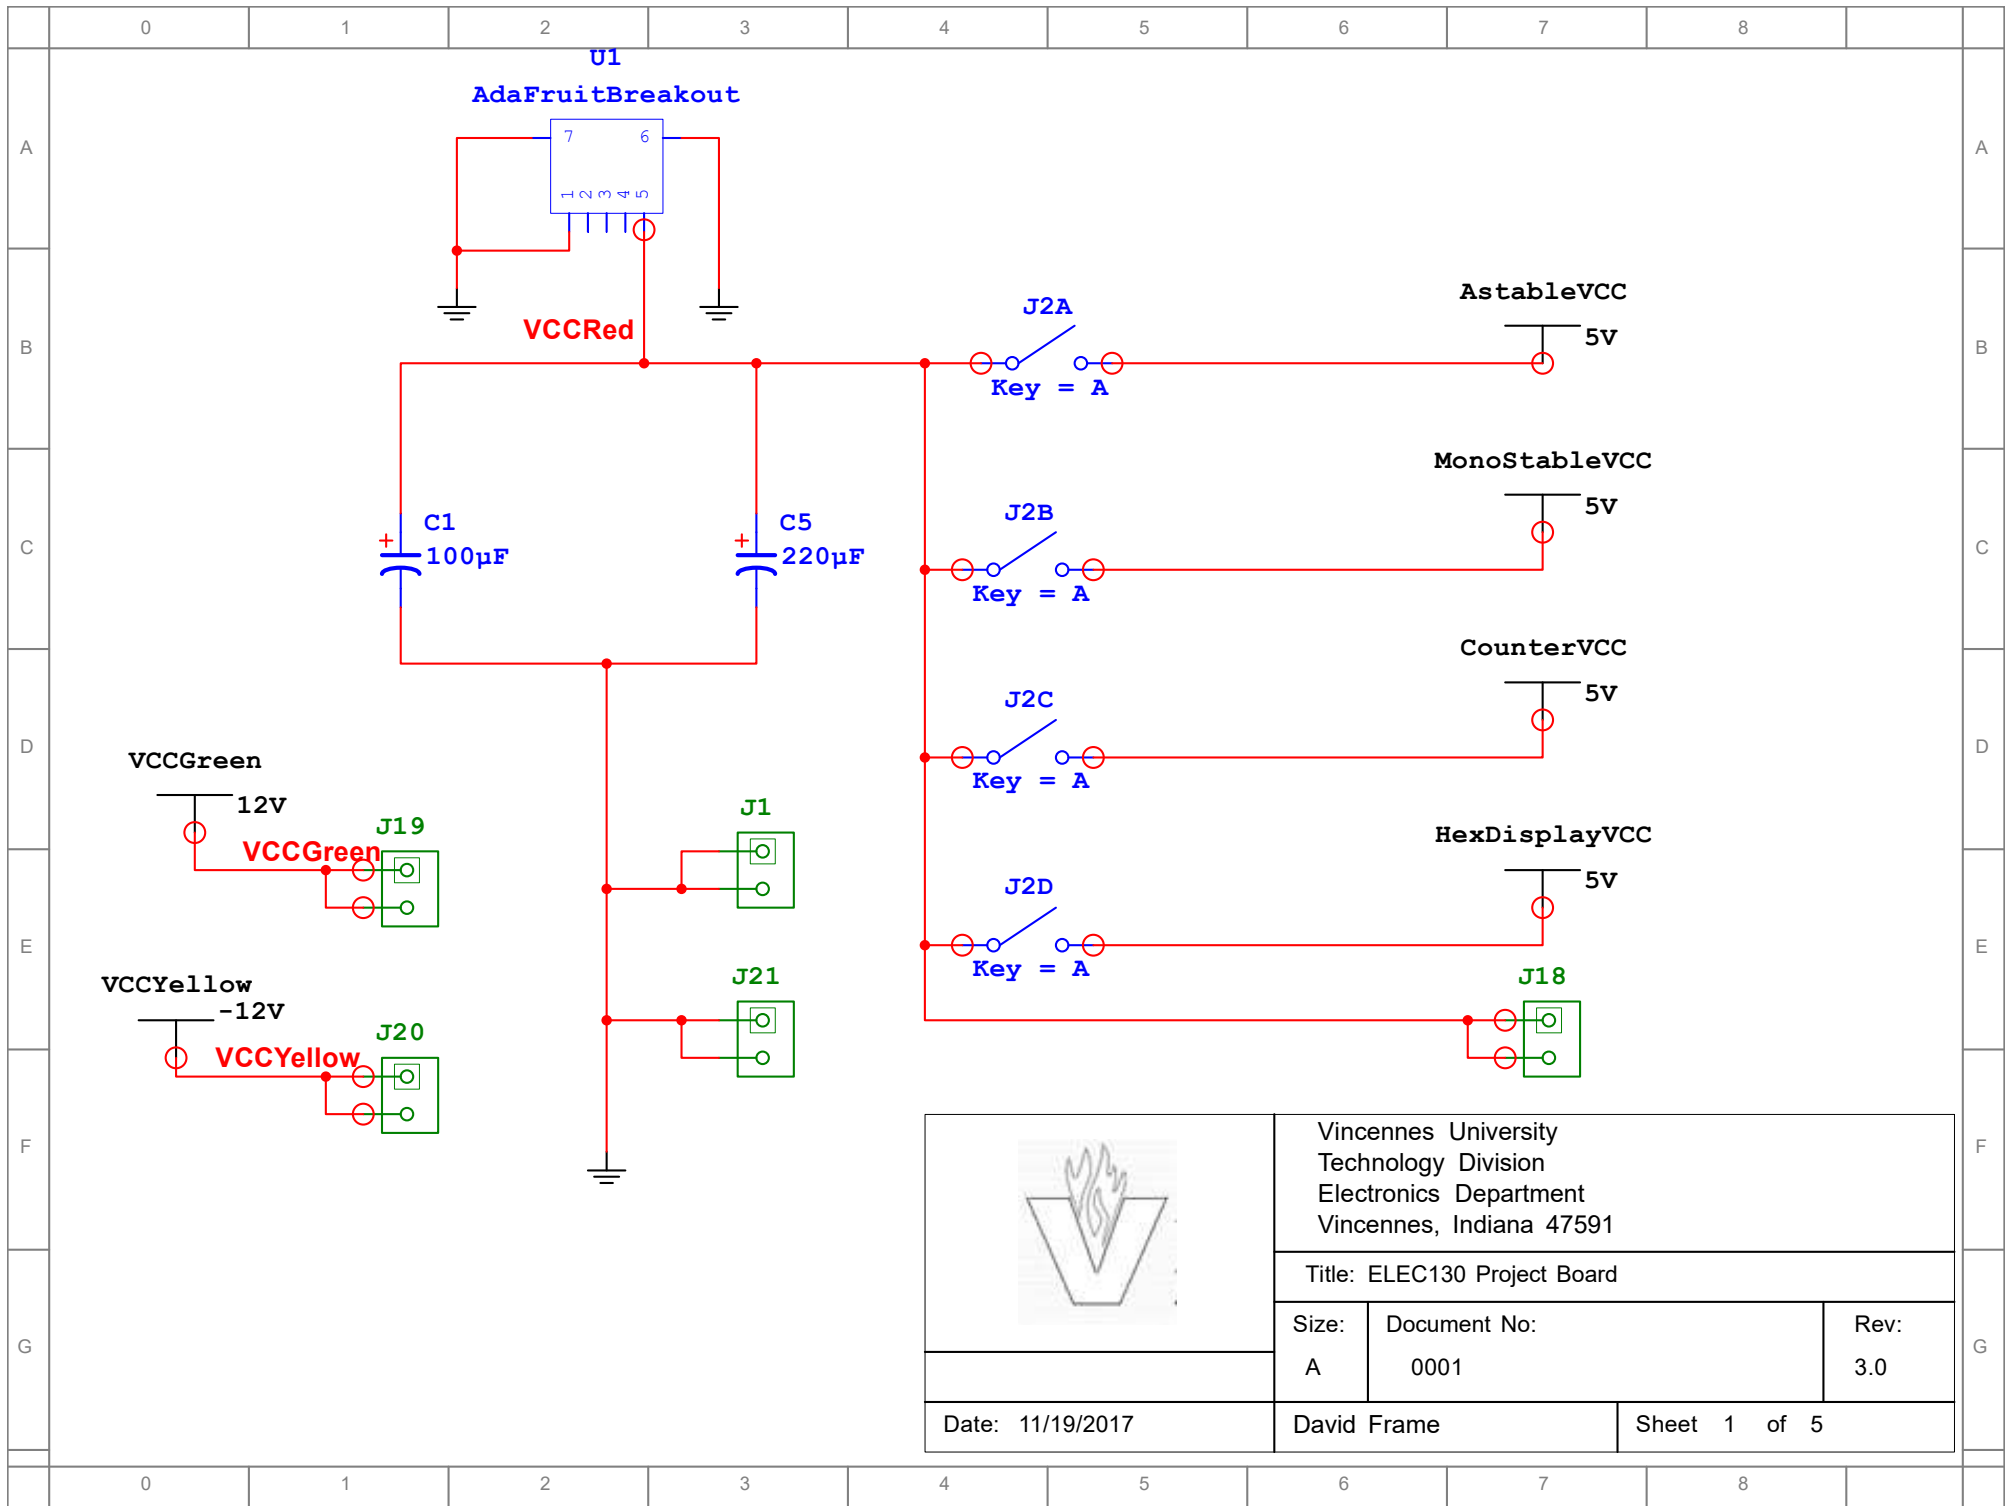 0 1 2 3 4 5 6 7 8
U1
AdaFruitBreakout
A 7 6 A
1 2 3 4 5
AstableVCC
J2A
VCCRed 5V
B B
Key = A
MonoStableVCC
5V
J2B
C1 C5
+ +
C 100µF 220µF C
Key = A
CounterVCC
5V
J2C
D D
VCCGreen
Key = A
12V J1
J19
HexDisplayVCC
VCCGreen
5V
J2D
E E
Key = A
VCCYellow J21 J18
-12V
J20
VCCYellow
Vincennes University
F F
Technology Division
Electronics Department
Vincennes, Indiana 47591
Title: ELEC130 Project Board
Size: Document No: Rev:
G G
A 0001 3.0
Date: 11/19/2017 David Frame Sheet 1 of 5
0 1 2 3 4 5 6 7 8